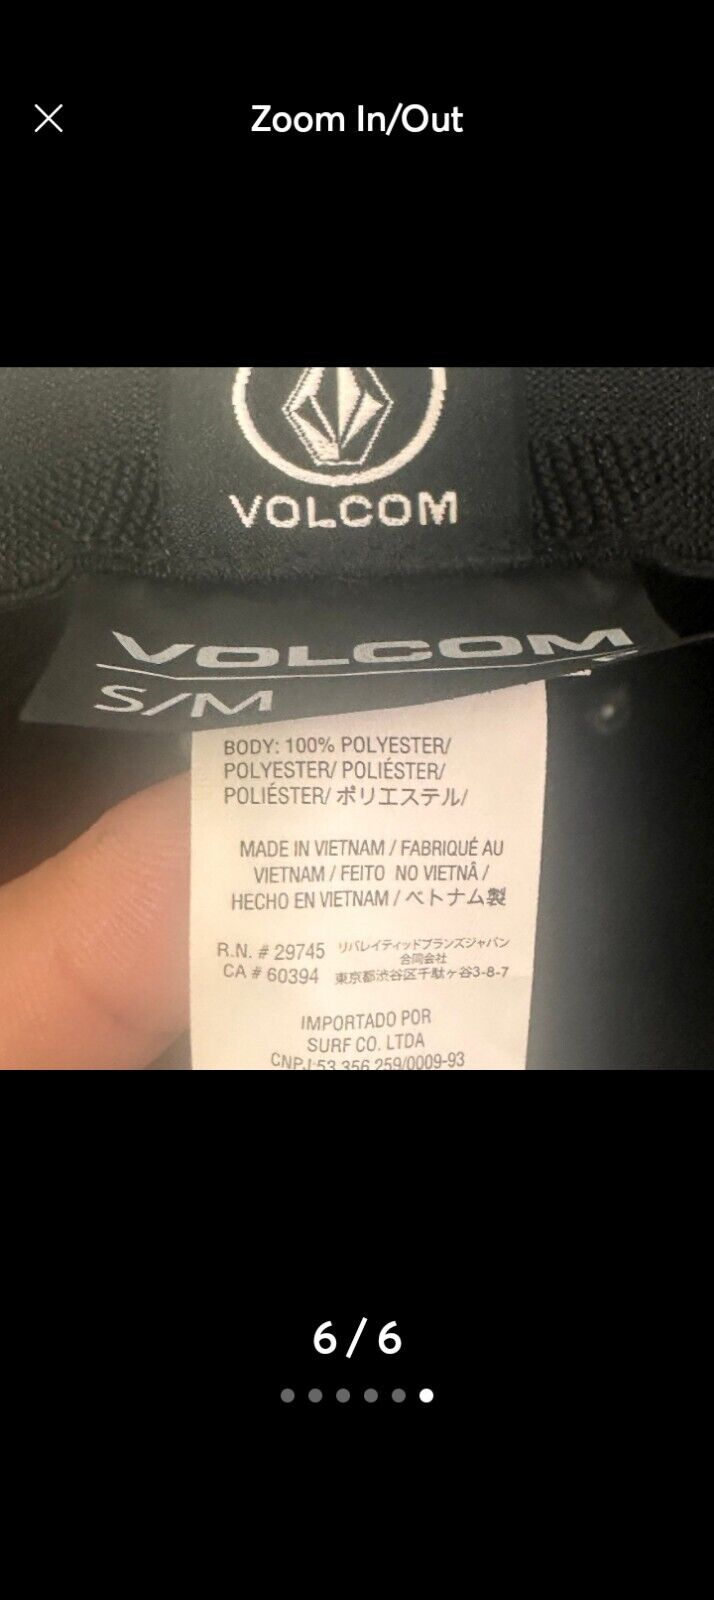 Zoom In/Out
VOLCOM
VOLCOM
S/M
BODY: 100% POLYESTER/
POLYESTER/ POLIÉSTER/
POLIÉSTER/ ポリエステル/
MADE IN VIETNAM / FABRIQUÉ AU
VIETNAM / FEITO NO VIETNÂ /
HECHO EN VIETNAM / ベトナム製
R.N. # 29745
CA # 60394
リバレイティッドブランズジャパン
合同会社
東京都渋谷区千駄ヶ谷3-8-7
IMPORTADO POR
SURF CO. LTDA
CNPJ:53 356 259/0009-93
6 / 6